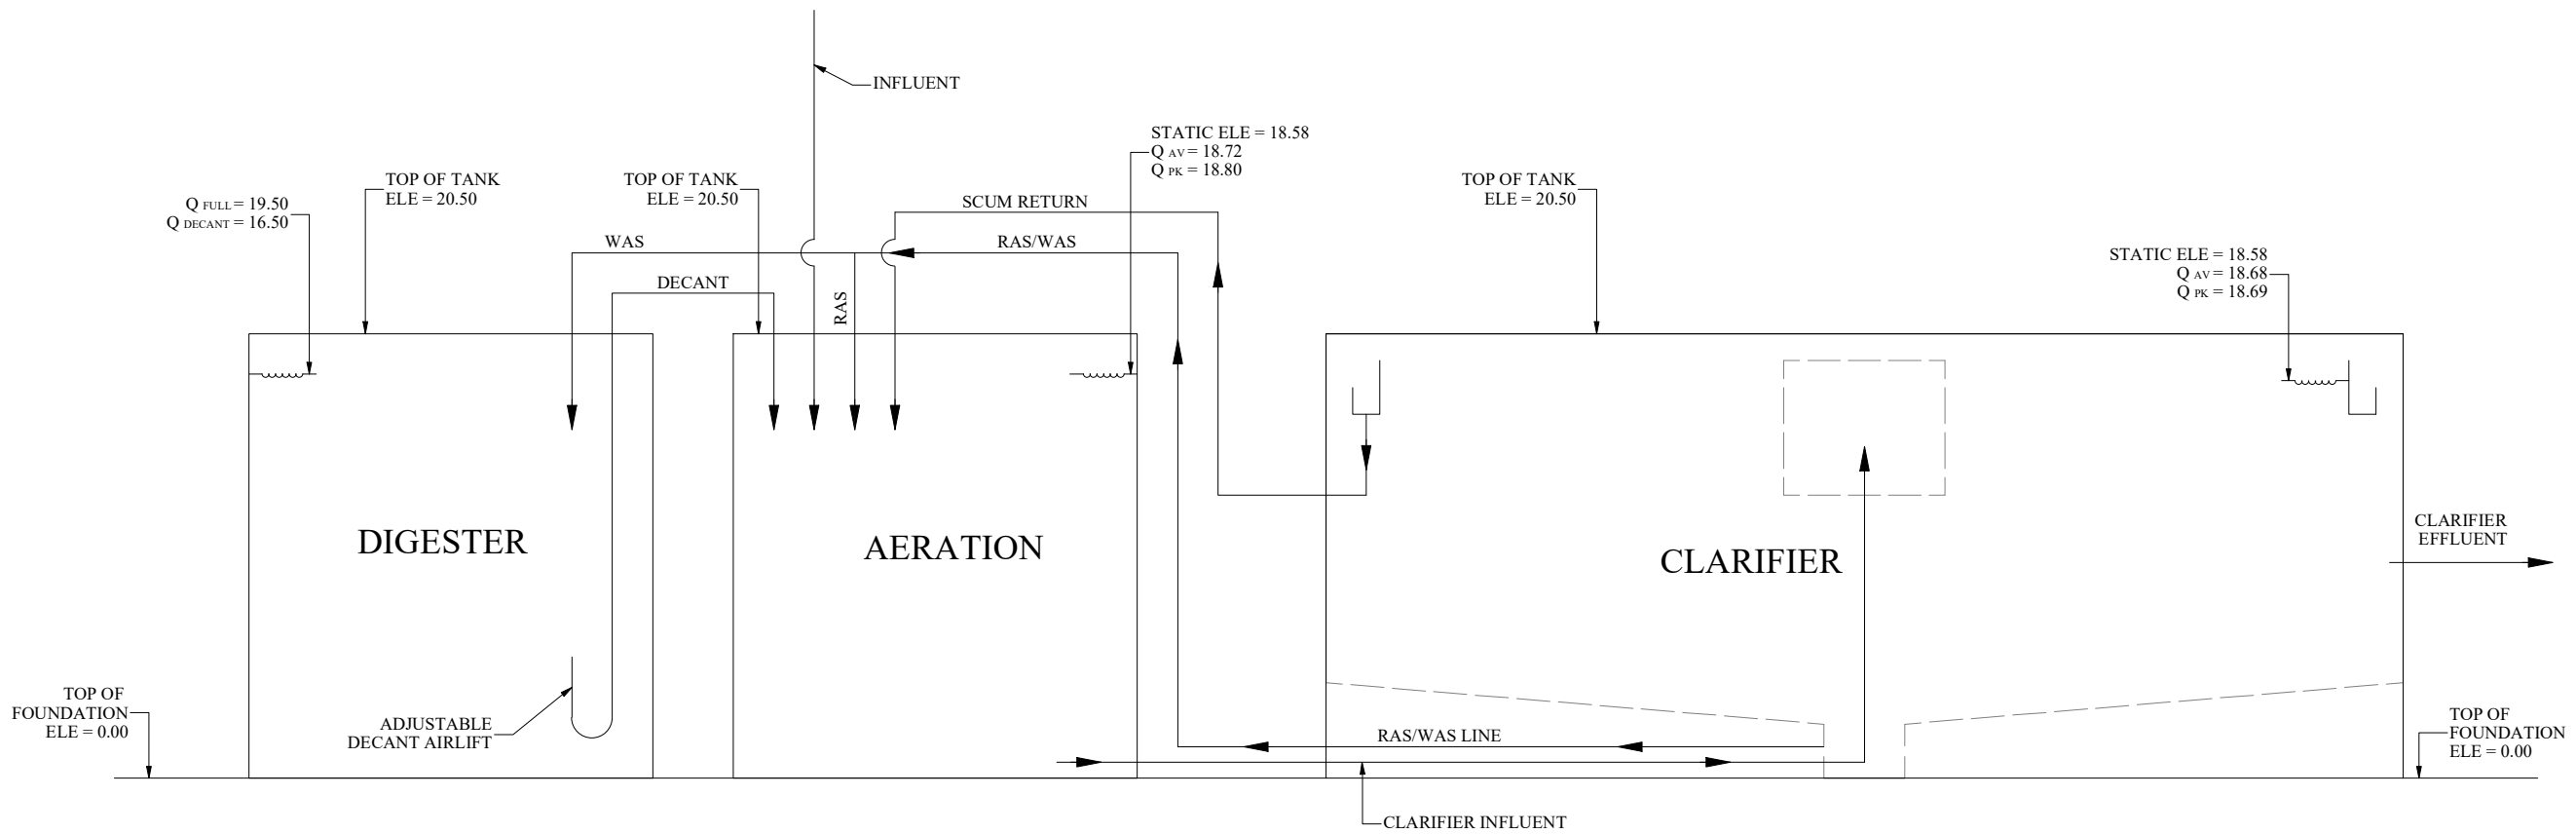 INFLUENT
STATIC ELE = 18.58
Q AV = 18.72
Q PK = 18.80
TOP OF TANK
ELE = 20.50
TOP OF TANK
ELE = 20.50
TOP OF TANK
ELE = 20.50
Q FULL = 19.50
Q DECANT = 16.50
SCUM RETURN
WAS
RAS/WAS
STATIC ELE = 18.58
Q AV = 18.68
Q PK = 18.69
DECANT
RAS
DIGESTER
AERATION
CLARIFIER
CLARIFIER
EFFLUENT
TOP OF
FOUNDATION
ELE = 0.00
ADJUSTABLE
DECANT AIRLIFT
RAS/WAS LINE
TOP OF
FOUNDATION
ELE = 0.00
CLARIFIER INFLUENT